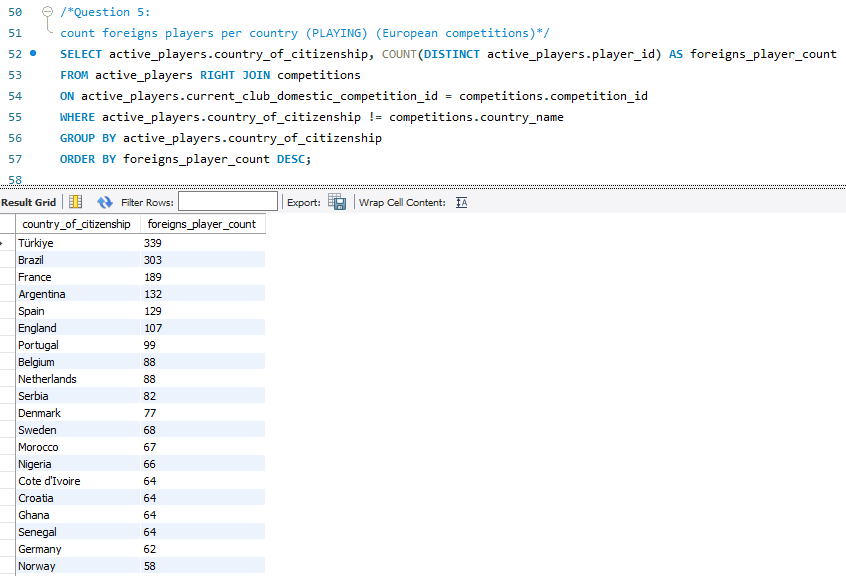 50 /*Question 5:
51 count foreigns players per country (PLAYING) (European competitions)*/
52 SELECT active_players.country_of_citizenship, COUNT(DISTINCT active_players.player_id) AS foreigns_player_count
53 FROM active_players RIGHT JOIN competitions
54 ON active_players.current_club_domestic_competition_id = competitions.competition_id
55 WHERE active_players.country_of_citizenship != competitions.country_name
56 GROUP BY active_players.country_of_citizenship
57 ORDER BY foreigns_player_count DESC;
58
Result Grid Filter Rows: Export: Wrap Cell Content:
country_of_citizenship foreigns_player_count
Türkiye 339
Brazil 303
France 189
Argentina 132
Spain 129
England 107
Portugal 99
Belgium 88
Netherlands 88
Serbia 82
Denmark 77
Sweden 68
Morocco 67
Nigeria 66
Cote d'Ivoire 64
Croatia 64
Ghana 64
Senegal 64
Germany 62
Norway 58